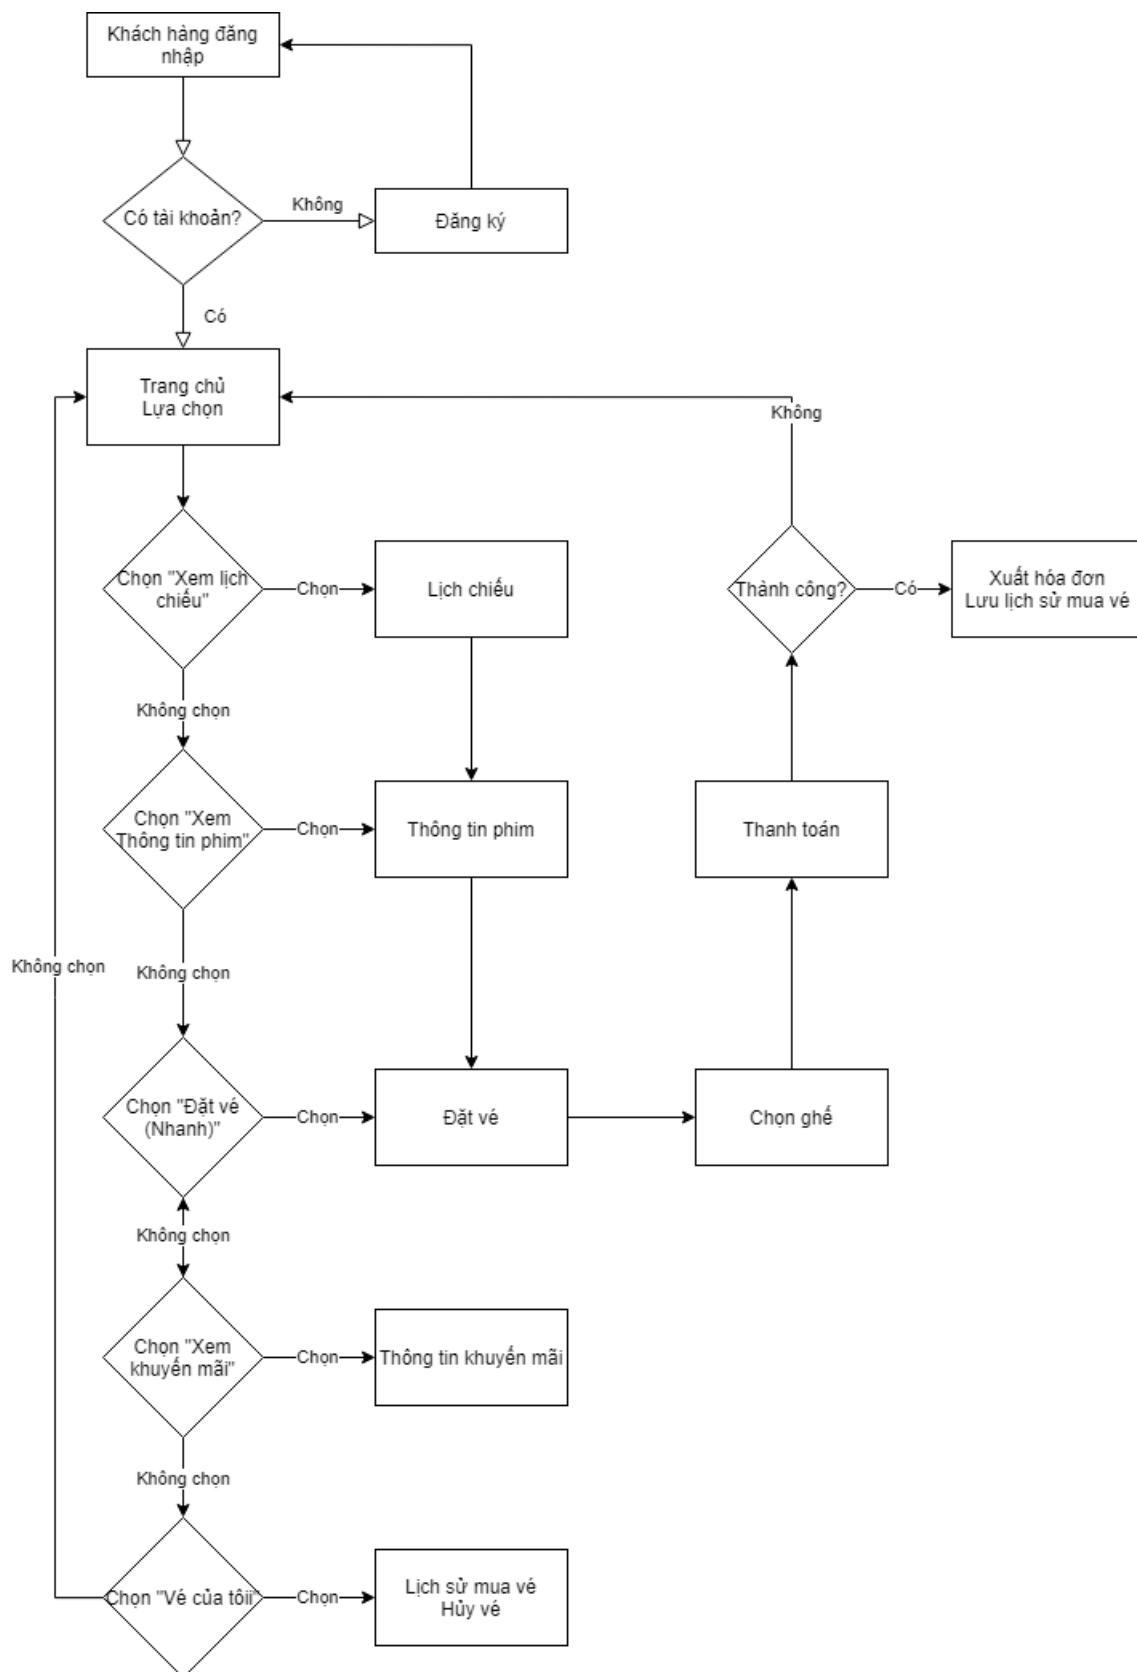 Khách hàng đăng
nhập
Có tài khoản?
Không
Đăng ký
Có
Trang chủ
Lựa chọn
Không
Chọn "Xem lịch
chiếu"
Chọn
Lịch chiếu
Thành công?
Có
Xuất hóa đơn
Lưu lịch sử mua vé
Không chọn
Chọn "Xem
Thông tin phim"
Chọn
Thông tin phim
Thanh toán
Không chọn
Không chọn
Chọn "Đặt vé
(Nhanh)"
Chọn
Đặt vé
Chọn ghế
Không chọn
Chọn "Xem
khuyến mãi"
Chọn
Thông tin khuyến mãi
Không chọn
Chọn "Vé của tôii"
Chọn
Lịch sử mua vé
Hủy vé